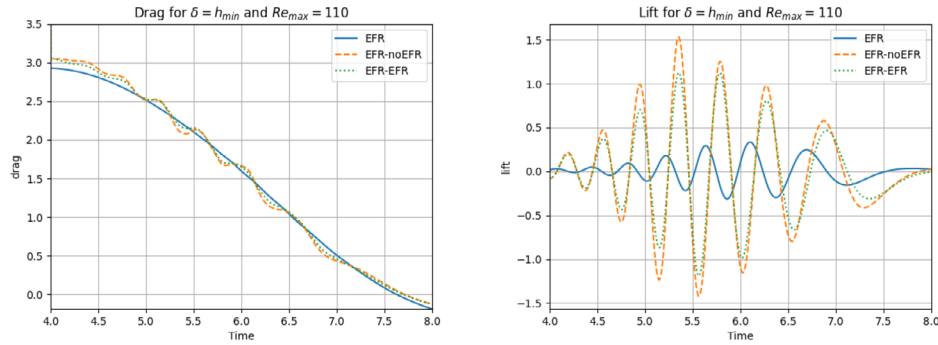 Drag for δ = h_min and Re_max = 110
3.5
3.0
2.5
2.0
1.5
1.0
0.5
0.0
drag
4.0 4.5 5.0 5.5 6.0 6.5 7.0 7.5 8.0
Time
EFR
EFR-noEFR
EFR-EFR
Lift for δ = h_min and Re_max = 110
1.5
1.0
0.5
0.0
−0.5
−1.0
−1.5
lift
4.0 4.5 5.0 5.5 6.0 6.5 7.0 7.5 8.0
Time
EFR
EFR-noEFR
EFR-EFR